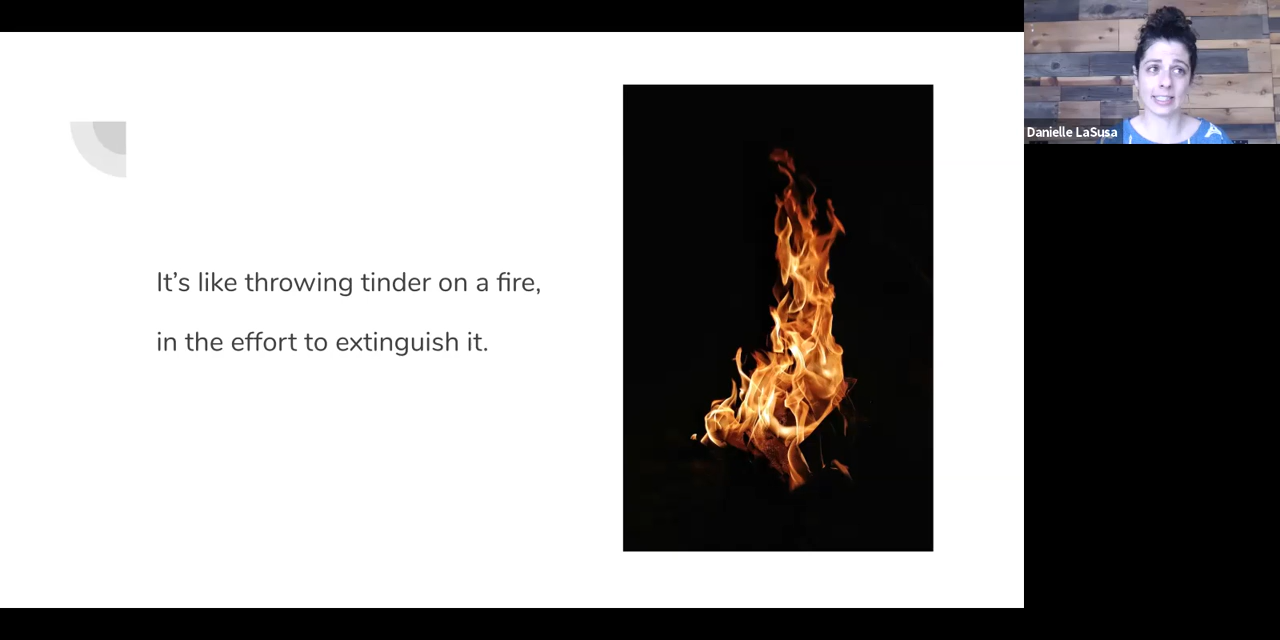 It’s like throwing tinder on a fire,
in the effort to extinguish it.
Danielle LaSusa